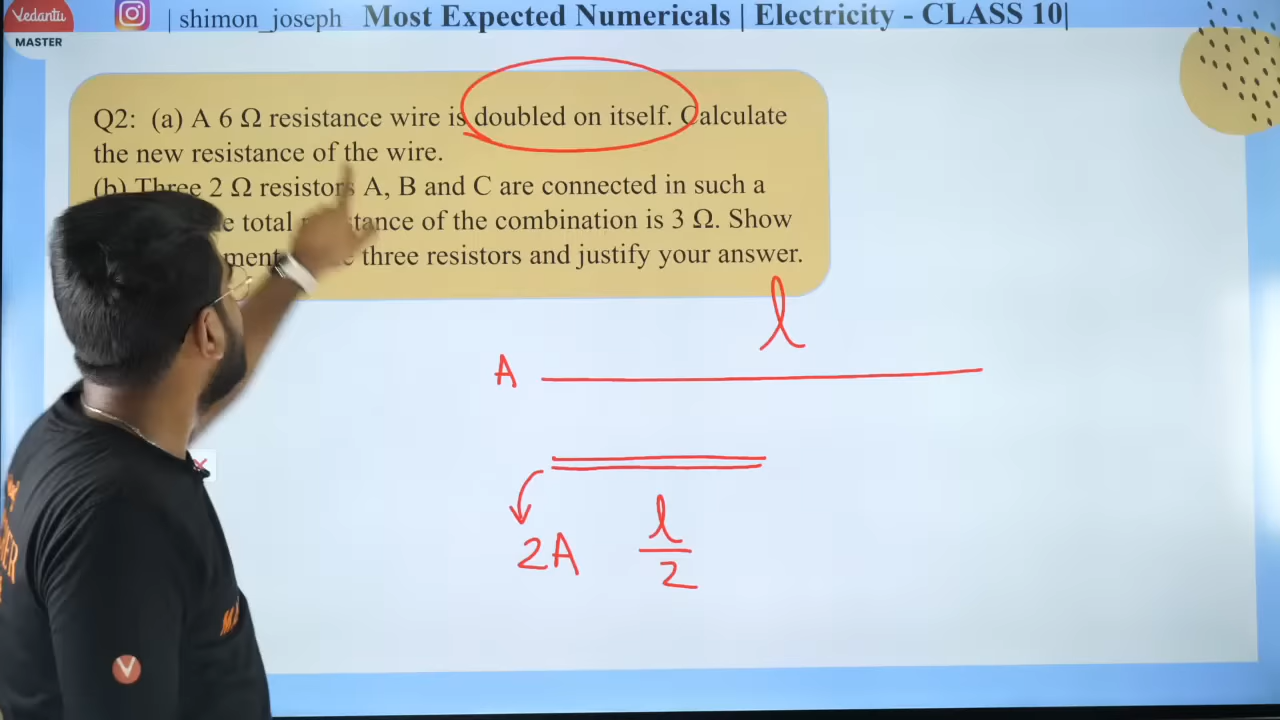 Vedantu
MASTER
| shimon_joseph
Most Expected Numericals | Electricity - CLASS 10|
Q2: (a) A 6 Ω resistance wire is doubled on itself. Calculate
the new resistance of the wire.
(b) Three 2 Ω resistors A, B and C are connected in such a
total of the combination is 3 Ω. Show
three resistors and justify your answer.
l
A
2A
l
2
V